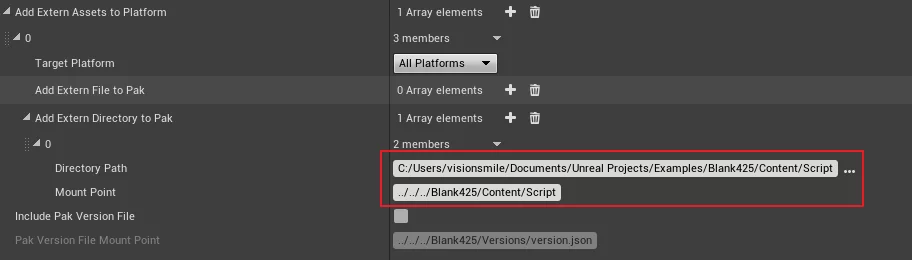 Add Extern Assets to Platform 1 Array elements
0 3 members
Target Platform All Platforms
Add Extern File to Pak 0 Array elements
Add Extern Directory to Pak 1 Array elements
0 2 members
Directory Path C:/Users/visionsmile/Documents/Unreal Projects/Examples/Blank425/Content/Script ...
Mount Point ../../../Blank425/Content/Script
Include Pak Version File
Pak Version File Mount Point ../../../Blank425/Versions/version.json